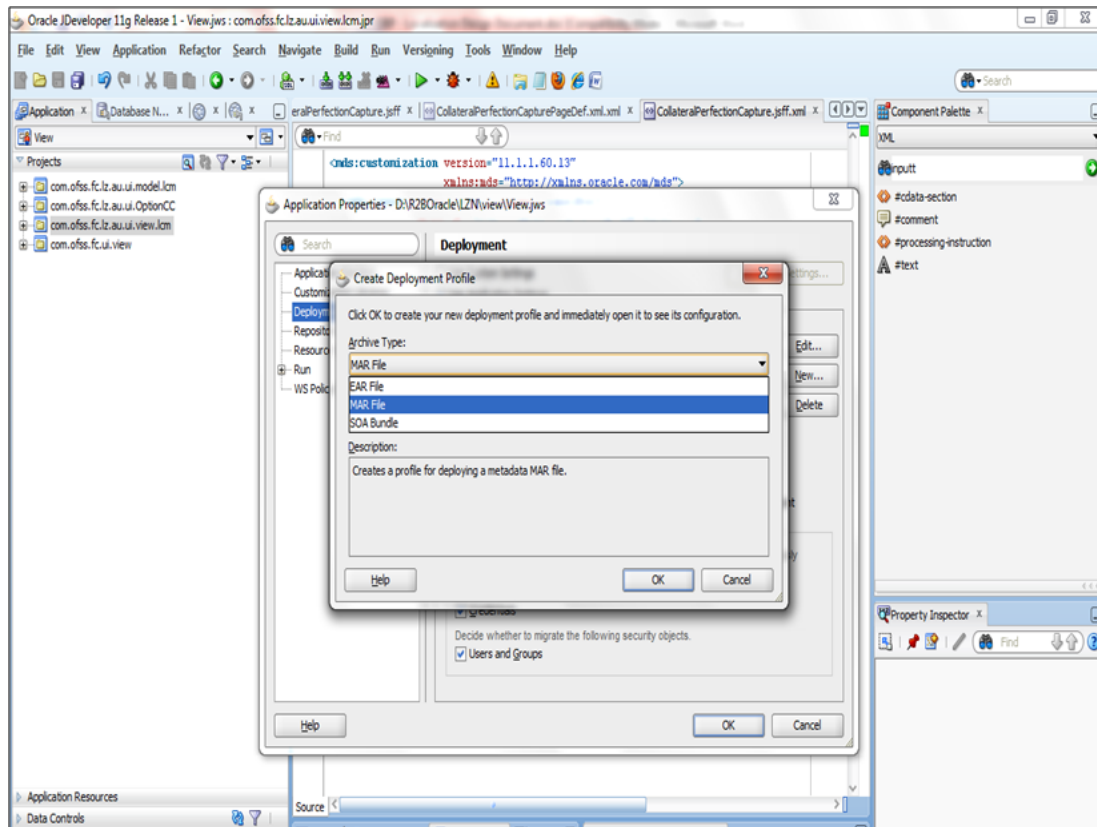 Oracle JDeveloper 11g Release 1 - View.jws : com.ofss.fc.lz.au.ui.view.lcm.jpr
File Edit View Application Refactor Search Navigate Build Run Versioning Tools Window Help
Search
Application
Database N...
eralPerfectionCapture.jsff
CollateralPerfectionCapturePageDef.xml.xml
CollateralPerfectionCapture.jsff.xml
Component Palette
View
Find
XML
Projects
<mds:customization version="11.1.1.60.13"
xmlns:mds="http://xmlns.oracle.com/mds">
inputt
com.ofss.fc.lz.au.ui.model.lcm
com.ofss.fc.lz.au.ui.OptionCC
com.ofss.fc.lz.au.ui.view.lcm
com.ofss.fc.ui.view
#cdata-section
#comment
#processing-instruction
#text
Application Properties - D:\R2BOracle\LZN\view\View.jws
Search
Deployment
Applicat
Customi
Deploym
Reposito
Resourc
Run
WS Polic
ettings...
Edit...
New...
Delete
Create Deployment Profile
Click OK to create your new deployment profile and immediately open it to see its configuration.
Archive Type:
MAR File
EAR File
MAR File
SOA Bundle
Description:
Creates a profile for deploying a metadata MAR file.
Help OK Cancel
Credentials
Decide whether to migrate the following security objects.
Users and Groups
Help OK Cancel
Property Inspector
Find
Application Resources
Data Controls
Source